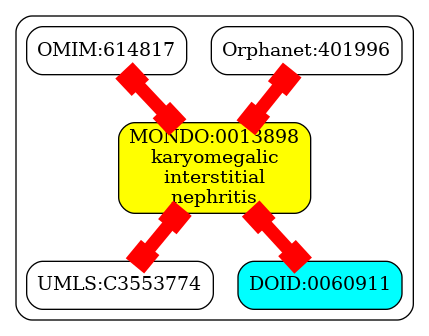 OMIM:614817
Orphanet:401996
MONDO:0013898
karyomegalic
interstitial
nephritis
UMLS:C3553774
DOID:0060911